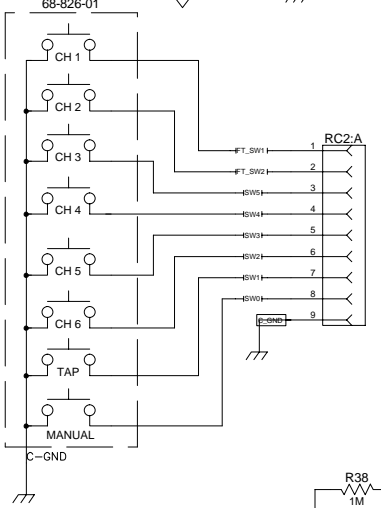 68-826-01
CH 1
CH 2
CH 3
CH 4
CH 5
CH 6
TAP
MANUAL
C-GND
RC2:A
FT_SW1 1
FT_SW2 2
SW5 3
SW4 4
SW3 5
SW2 6
SW1 7
SW0 8
9
R38
1M